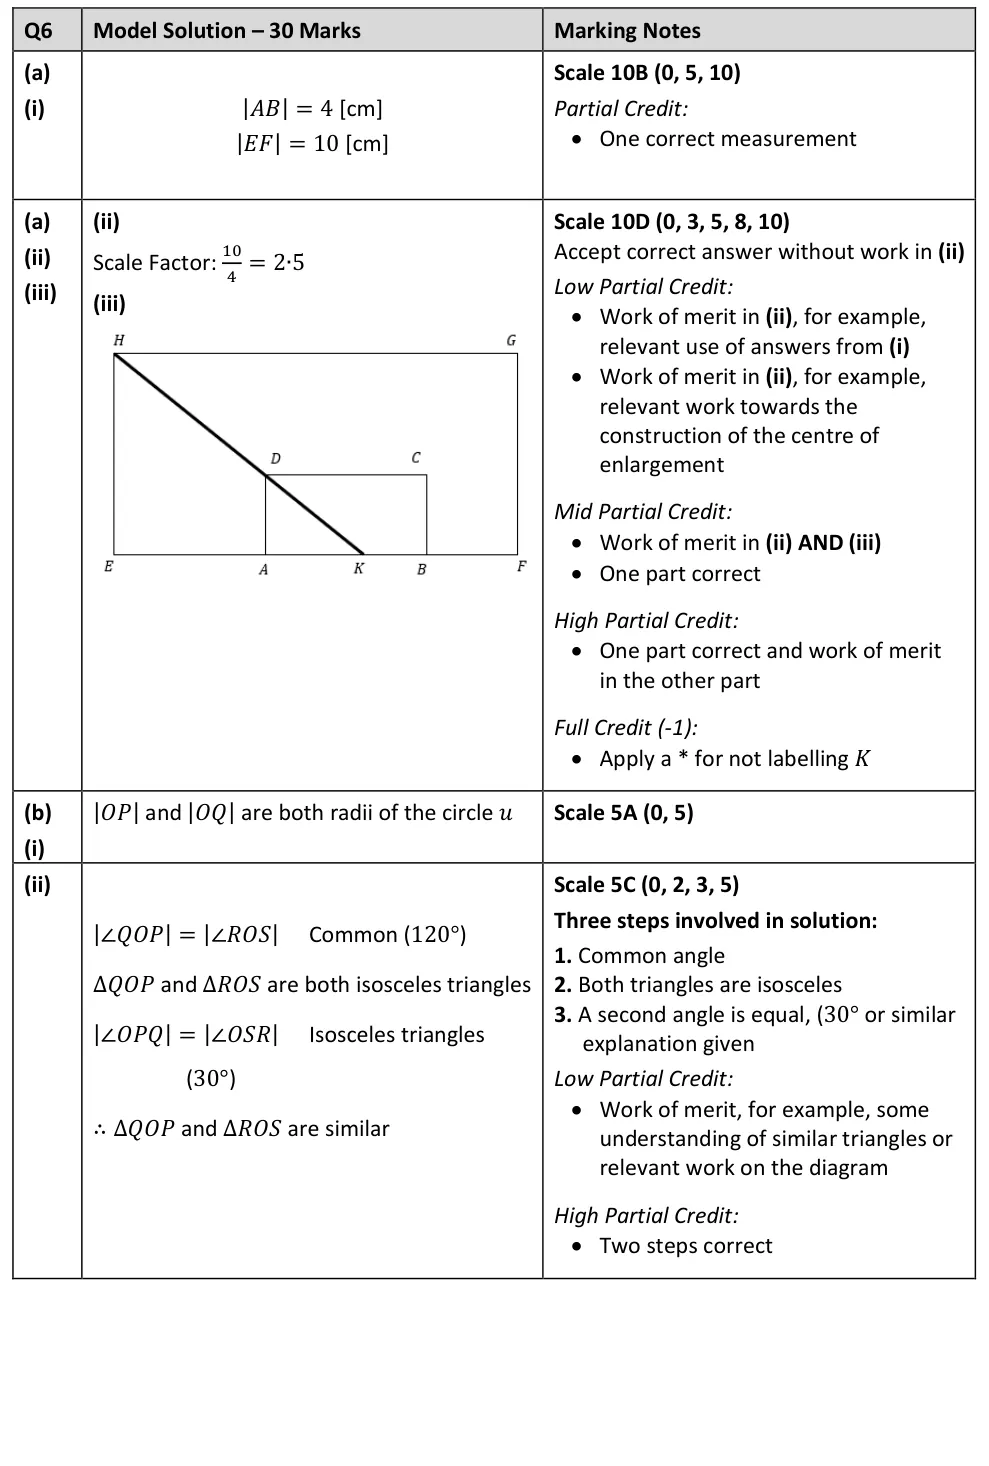 Q6 Model Solution – 30 Marks Marking Notes
(a)
(i)
|AB| = 4 [cm]
|EF| = 10 [cm]
Scale 10B (0, 5, 10)
Partial Credit:
• One correct measurement
(a)
(ii)
(iii)
(ii)
Scale Factor: 10/4 = 2·5
(iii)
H G
D C
E A K B F
Scale 10D (0, 3, 5, 8, 10)
Accept correct answer without work in (ii)
Low Partial Credit:
• Work of merit in (ii), for example,
relevant use of answers from (i)
• Work of merit in (ii), for example,
relevant work towards the
construction of the centre of
enlargement
Mid Partial Credit:
• Work of merit in (ii) AND (iii)
• One part correct
High Partial Credit:
• One part correct and work of merit
in the other part
Full Credit (-1):
• Apply a * for not labelling K
(b)
(i)
|OP| and |OQ| are both radii of the circle u
Scale 5A (0, 5)
(ii)
|∠QOP| = |∠ROS| Common (120°)
ΔQOP and ΔROS are both isosceles triangles
|∠OPQ| = |∠OSR| Isosceles triangles
(30°)
∴ ΔQOP and ΔROS are similar
Scale 5C (0, 2, 3, 5)
Three steps involved in solution:
1. Common angle
2. Both triangles are isosceles
3. A second angle is equal, (30° or similar
explanation given
Low Partial Credit:
• Work of merit, for example, some
understanding of similar triangles or
relevant work on the diagram
High Partial Credit:
• Two steps correct